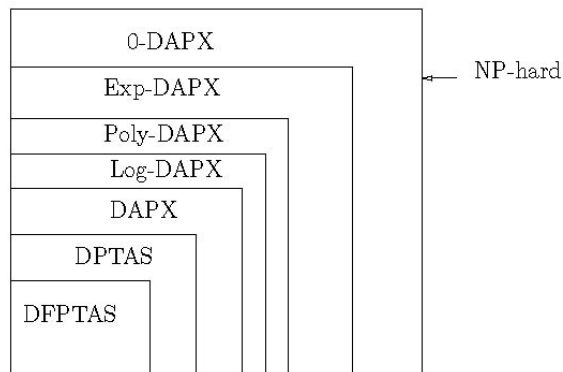 0-DAPX
NP-hard
Exp-DAPX
Poly-DAPX
Log-DAPX
DAPX
DPTAS
DFPTAS